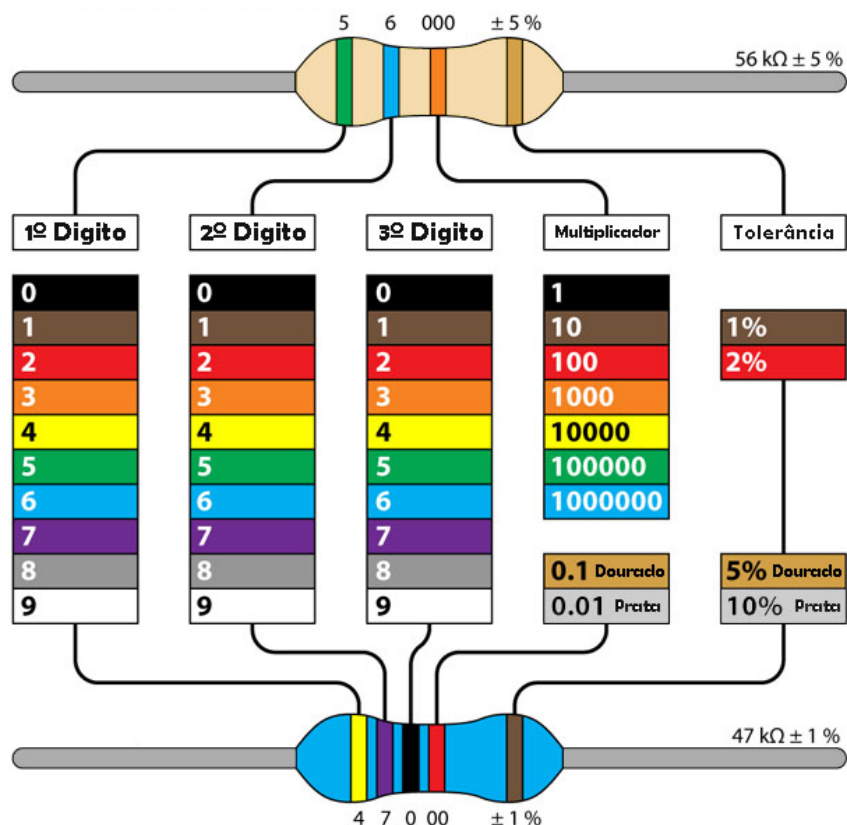 5 6 000 ± 5 %
56 kΩ ± 5 %
1º Digito 2º Digito 3º Digito Multiplicador Tolerância
0 0 0 1
1 1 1 10 1%
2 2 2 100 2%
3 3 3 1000
4 4 4 10000
5 5 5 100000
6 6 6 1000000
7 7 7
8 8 8 0.1 Dourado 5% Dourado
9 9 9 0.01 Prata 10% Prata
47 kΩ ± 1 %
4 7 0 00 ± 1 %